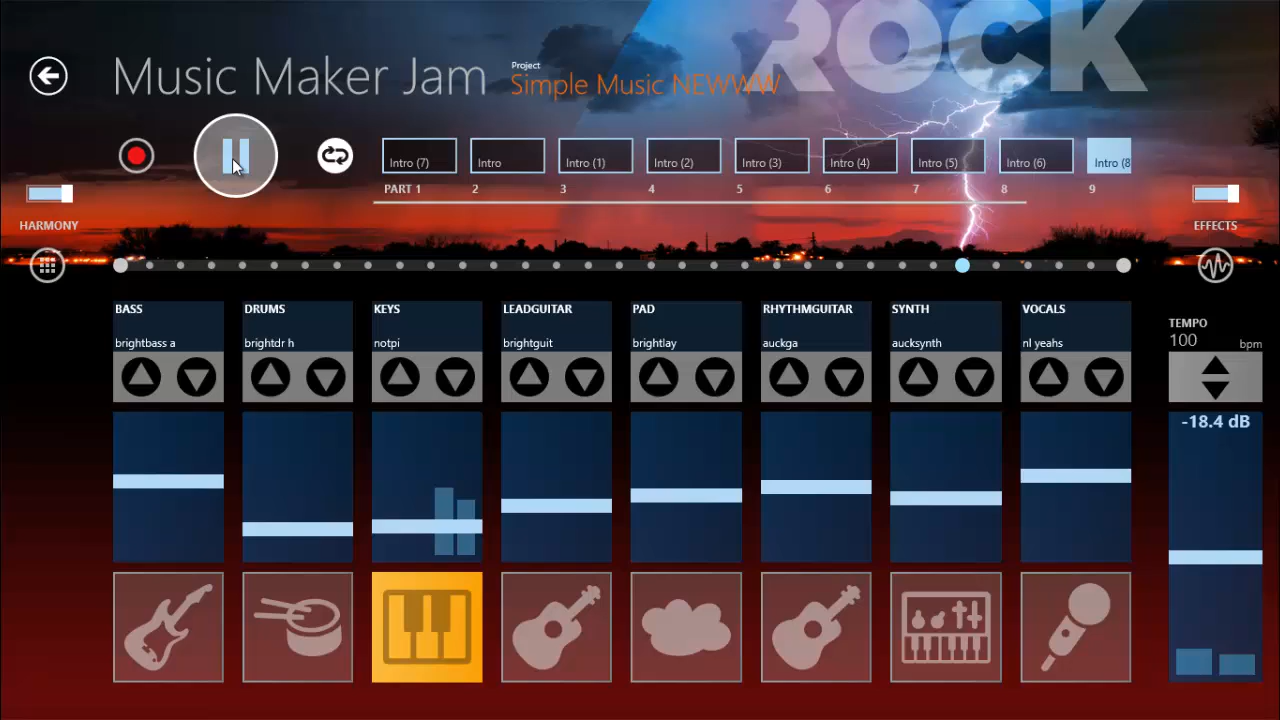 ROCK
Music Maker Jam
Project
Simple Music NEWWW
Intro (7) Intro Intro (1) Intro (2) Intro (3) Intro (4) Intro (5) Intro (6) Intro (8
PART 1 2 3 4 5 6 7 8 9
HARMONY
EFFECTS
BASS DRUMS KEYS LEADGUITAR PAD RHYTHMGUITAR SYNTH VOCALS
TEMPO
100 bpm
brightbass a brightdr h notpi brightguit brightlay auckga aucksynth nl yeahs
-18.4 dB